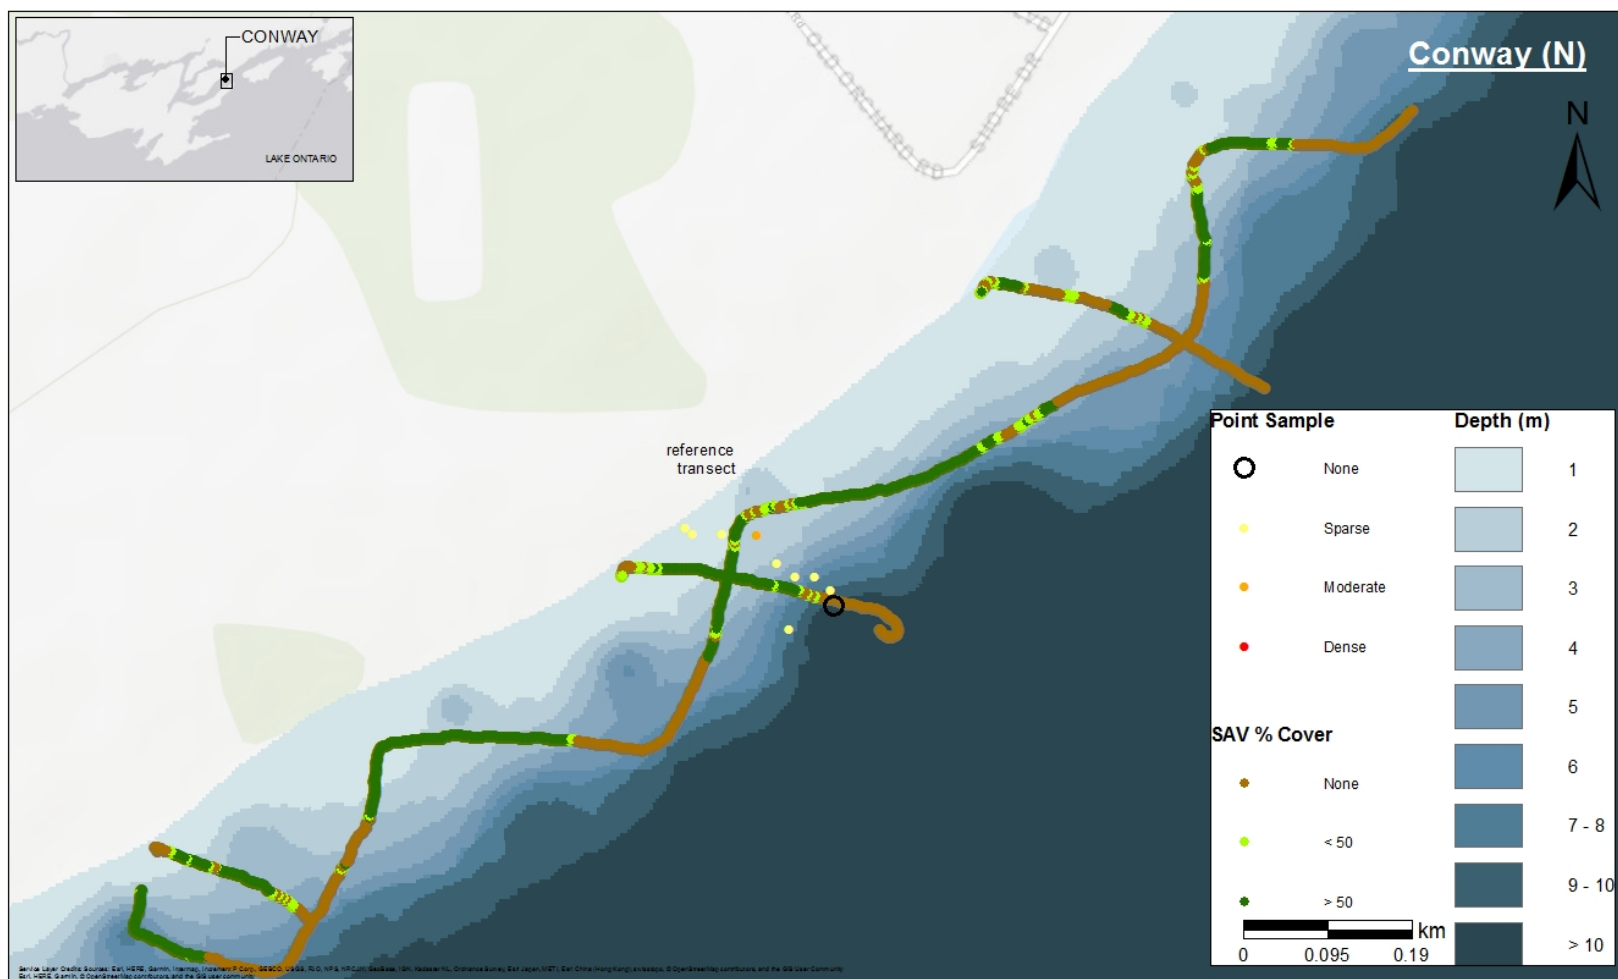 CONWAY
LAKE ONTARIO
Conway (N)
N
Rd
reference
transect
Point Sample
None
Sparse
Moderate
Dense
SAV % Cover
None
< 50
> 50
Depth (m)
1
2
3
4
5
6
7 - 8
9 - 10
> 10
km
0 0.095 0.19